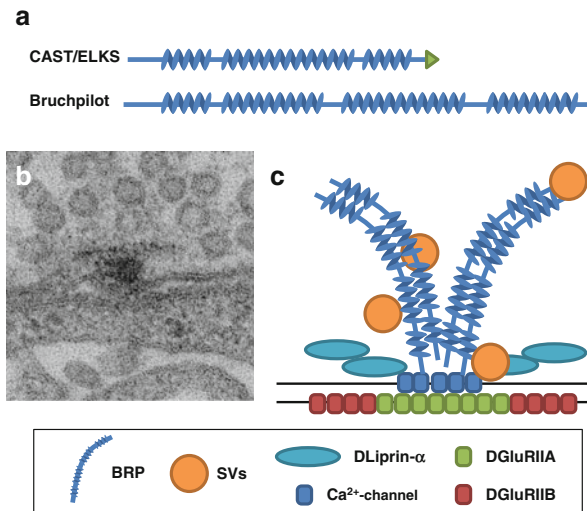 a
CAST/ELKS
Bruchpilot
b
c
BRP
SVs
DLiprin-α
Ca²⁺-channel
DGluRIIA
DGluRIIB